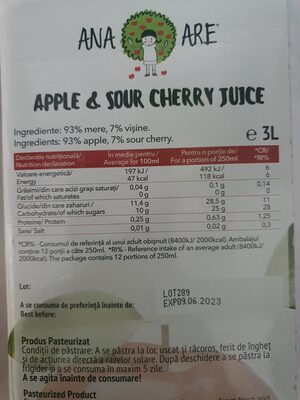 ANA ARE®
APPLE & SOUR CHERRY JUICE
Ingrediente: 93% mere, 7% vișine.
Ingredients: 93% apple, 7% sour cherry.
e 3L
Declarație nutrițională/ În medie pentru/ Pentru o porție de/ *CR/
Nutrition declaration Average for 100ml For a portion of 250ml *RI%
Valoare energetică/ 197 kJ / 492 kJ / 6
Energy 47 kcal 118 kcal 6
Grăsimi/din care acizi grași saturați/ 0,04 g 0,1 g 0,14
Fat/of which saturates 0 g 0 g 0
Glucide/din care zaharuri / 11,4 g 28,5 g 11
Carbohydrate/of which sugars 10 g 25 g 28
Proteine/ Protein 0,25 g 0,63 g 1,25
Sare/ Salt 0,01 g 0,02 g 0,3
*CR% - Consumul de referință al unui adult obișnuit (8400kJ/ 2000kcal). Ambalajul
conține 12 porții a câte 250ml. *RI% - Reference intake of an average adult (8400kJ/
2000kcal). The package contains 12 portions of 250ml.
Lot:
LOT289
A se consuma de preferință înainte de:
EXP09.06.2023
Best before:
Produs Pasteurizat
Condiții de păstrare: A se păstra la loc uscat și răcoros, ferit de îngheț
și de acțiunea directă a razelor solare. După deschidere a se păstra la
frigider și a se consuma în maxim 5 zile.
A se agita înainte de consumare!
Pasteurized Product